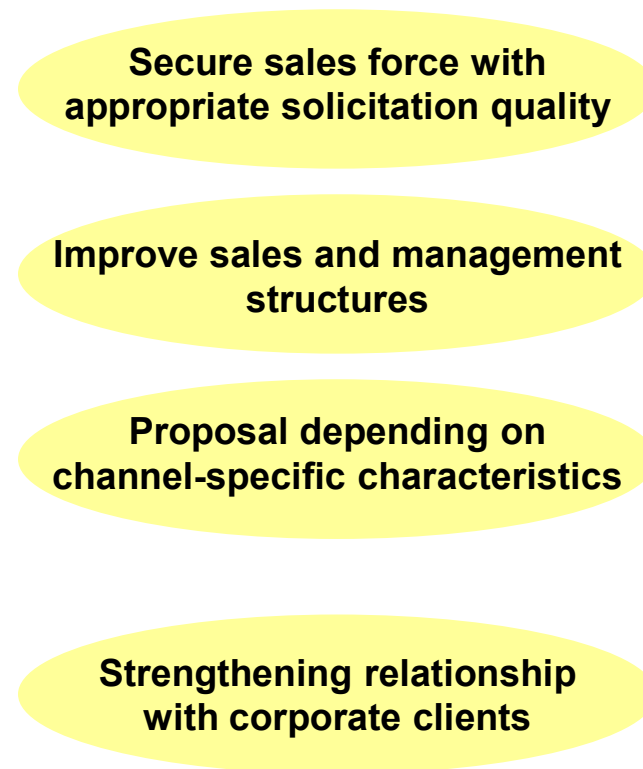 Secure sales force with
appropriate solicitation quality
Improve sales and management
structures
Proposal depending on
channel-specific characteristics
Strengthening relationship
with corporate clients